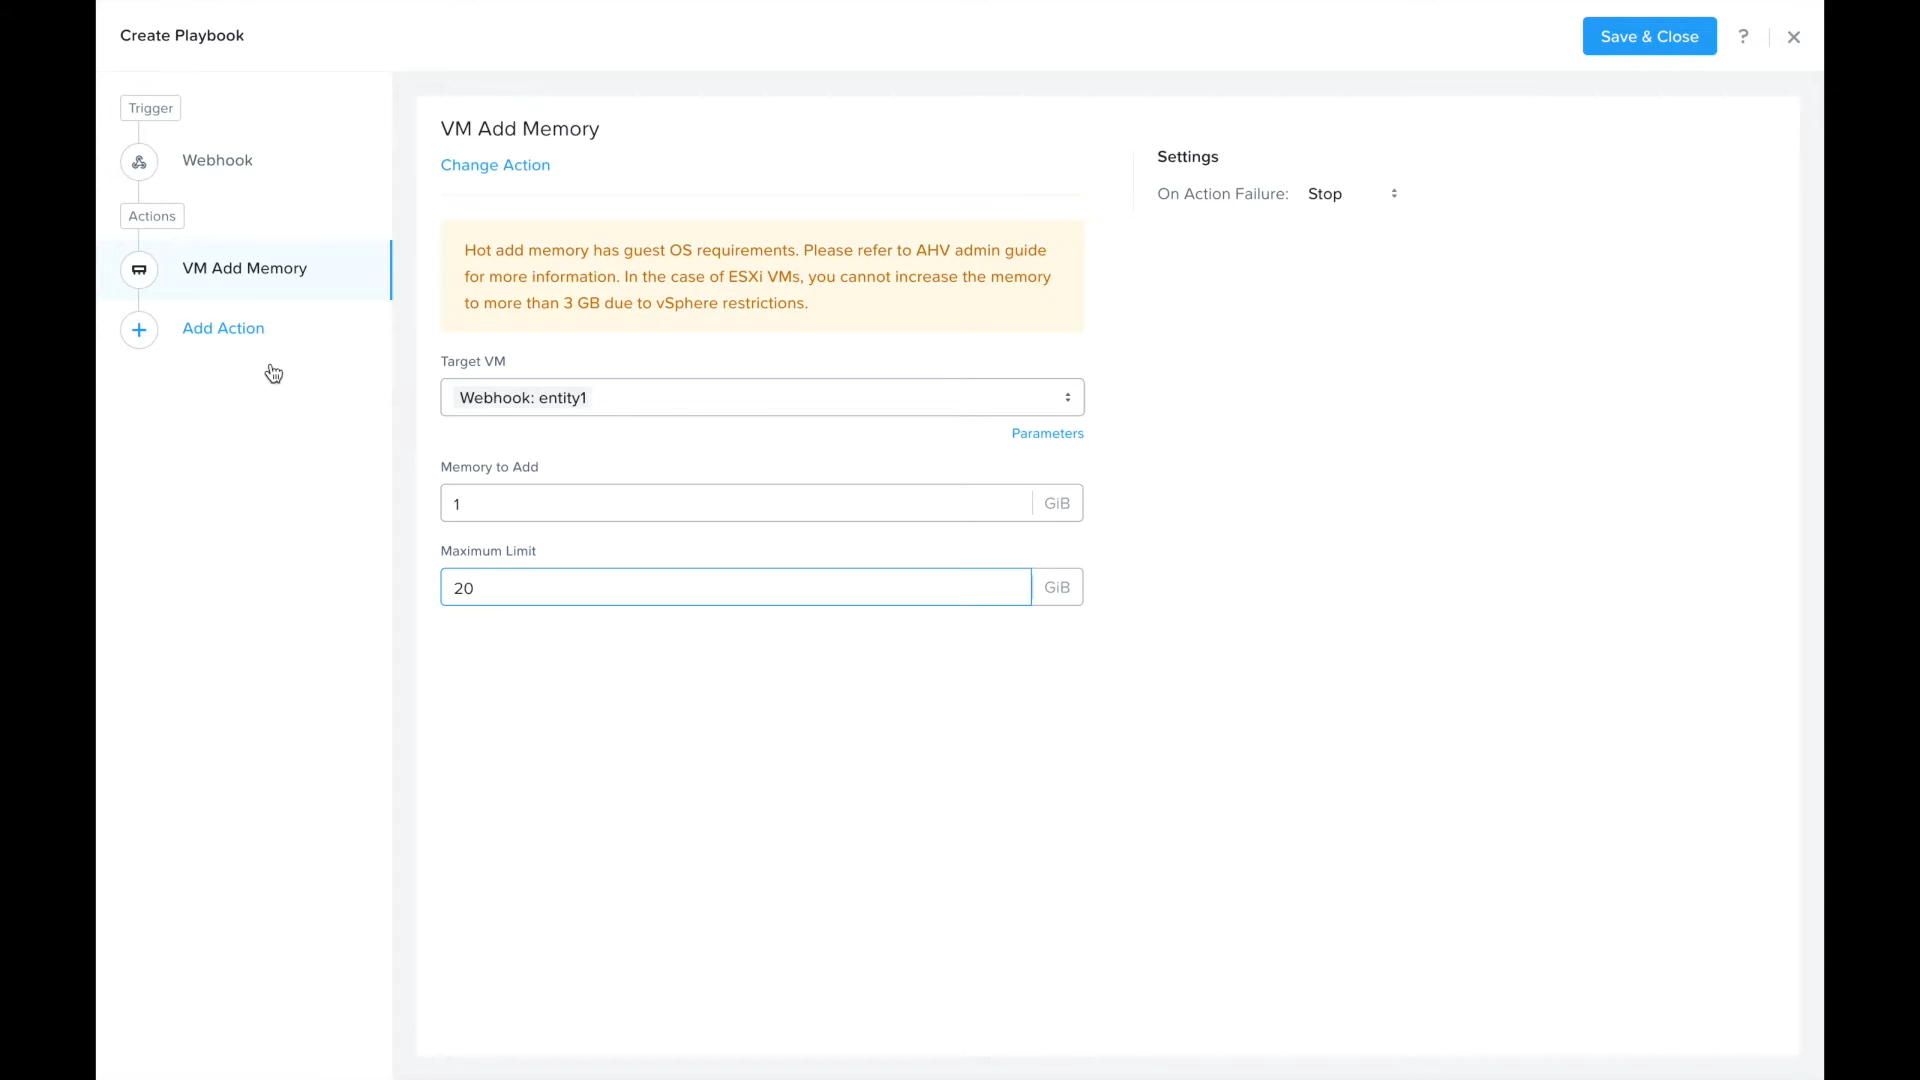 Create Playbook
Save & Close
?
Trigger
Webhook
Actions
VM Add Memory
Add Action
VM Add Memory
Change Action
Hot add memory has guest OS requirements. Please refer to AHV admin guide
for more information. In the case of ESXi VMs, you cannot increase the memory
to more than 3 GB due to vSphere restrictions.
Target VM
Webhook: entity1
Parameters
Memory to Add
1 GiB
Maximum Limit
20 GiB
Settings
On Action Failure: Stop